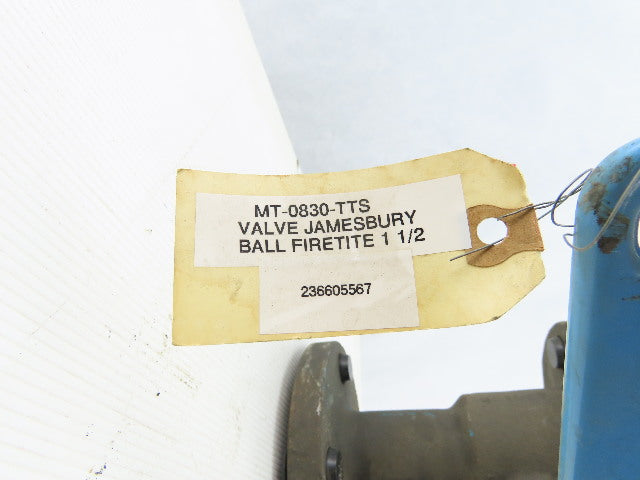 MT-0830-TTS
VALVE JAMESBURY
BALL FIRETITE 1 1/2
236605567